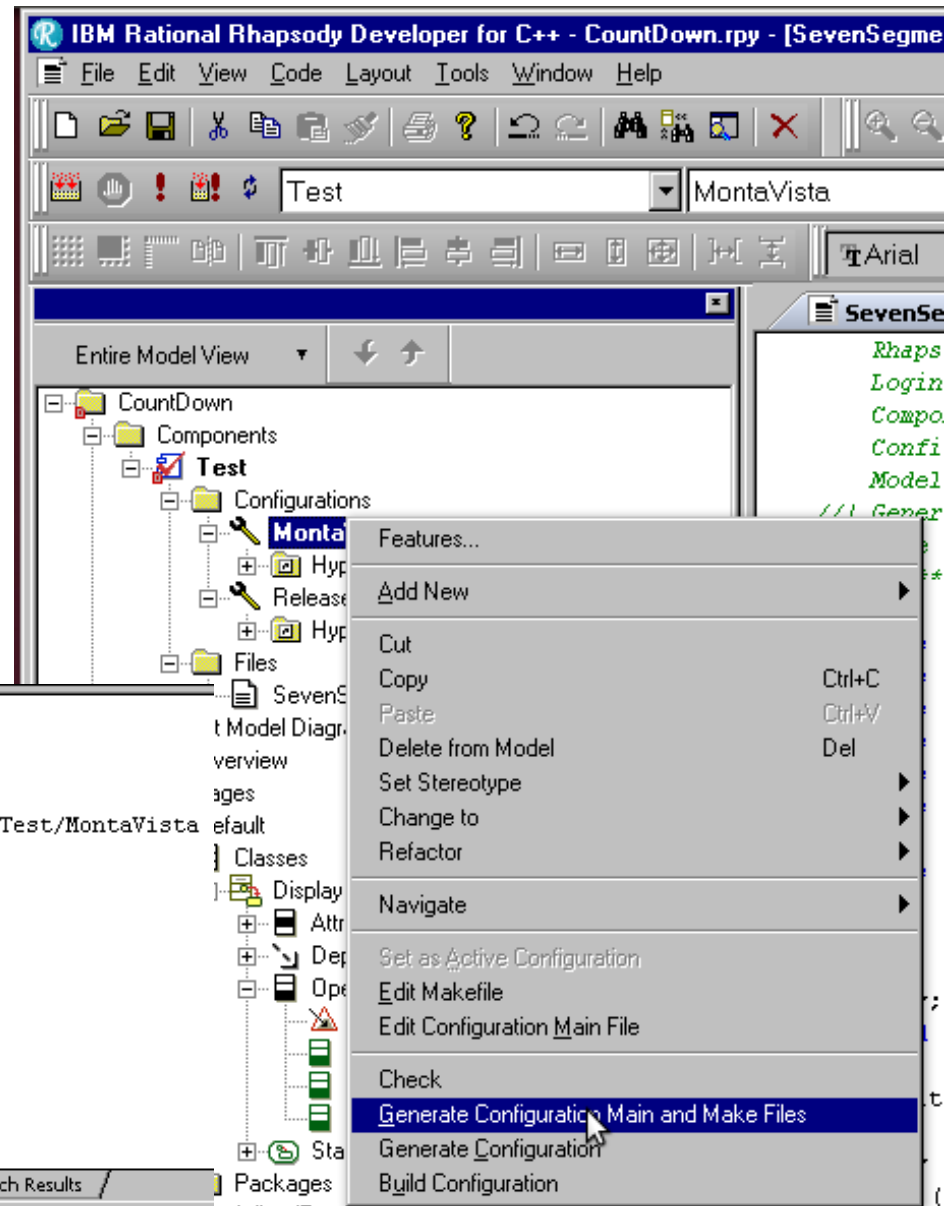 IBM Rational Rhapsody Developer for C++ - CountDown.rpy - [SevenSegme
File Edit View Code Layout Tools Window Help
Test
MontaVista
Arial
Entire Model View
SevenSe
Rhaps
Login
Compo
Confi
Model
//! Gener
CountDown
Components
Test
Configurations
Monta
Hyp
Release
Hyp
Files
SevenS
t Model Diagr
verview
ages
efault
Classes
Display
Attr
Dep
Ope
Sta
Packages
Test/MontaVista
ch Results
Features...
Add New
Cut
Copy Ctrl+C
Paste Ctrl+V
Delete from Model Del
Set Stereotype
Change to
Refactor
Navigate
Set as Active Configuration
Edit Makefile
Edit Configuration Main File
Check
Generate Configuration Main and Make Files
Generate Configuration
Build Configuration